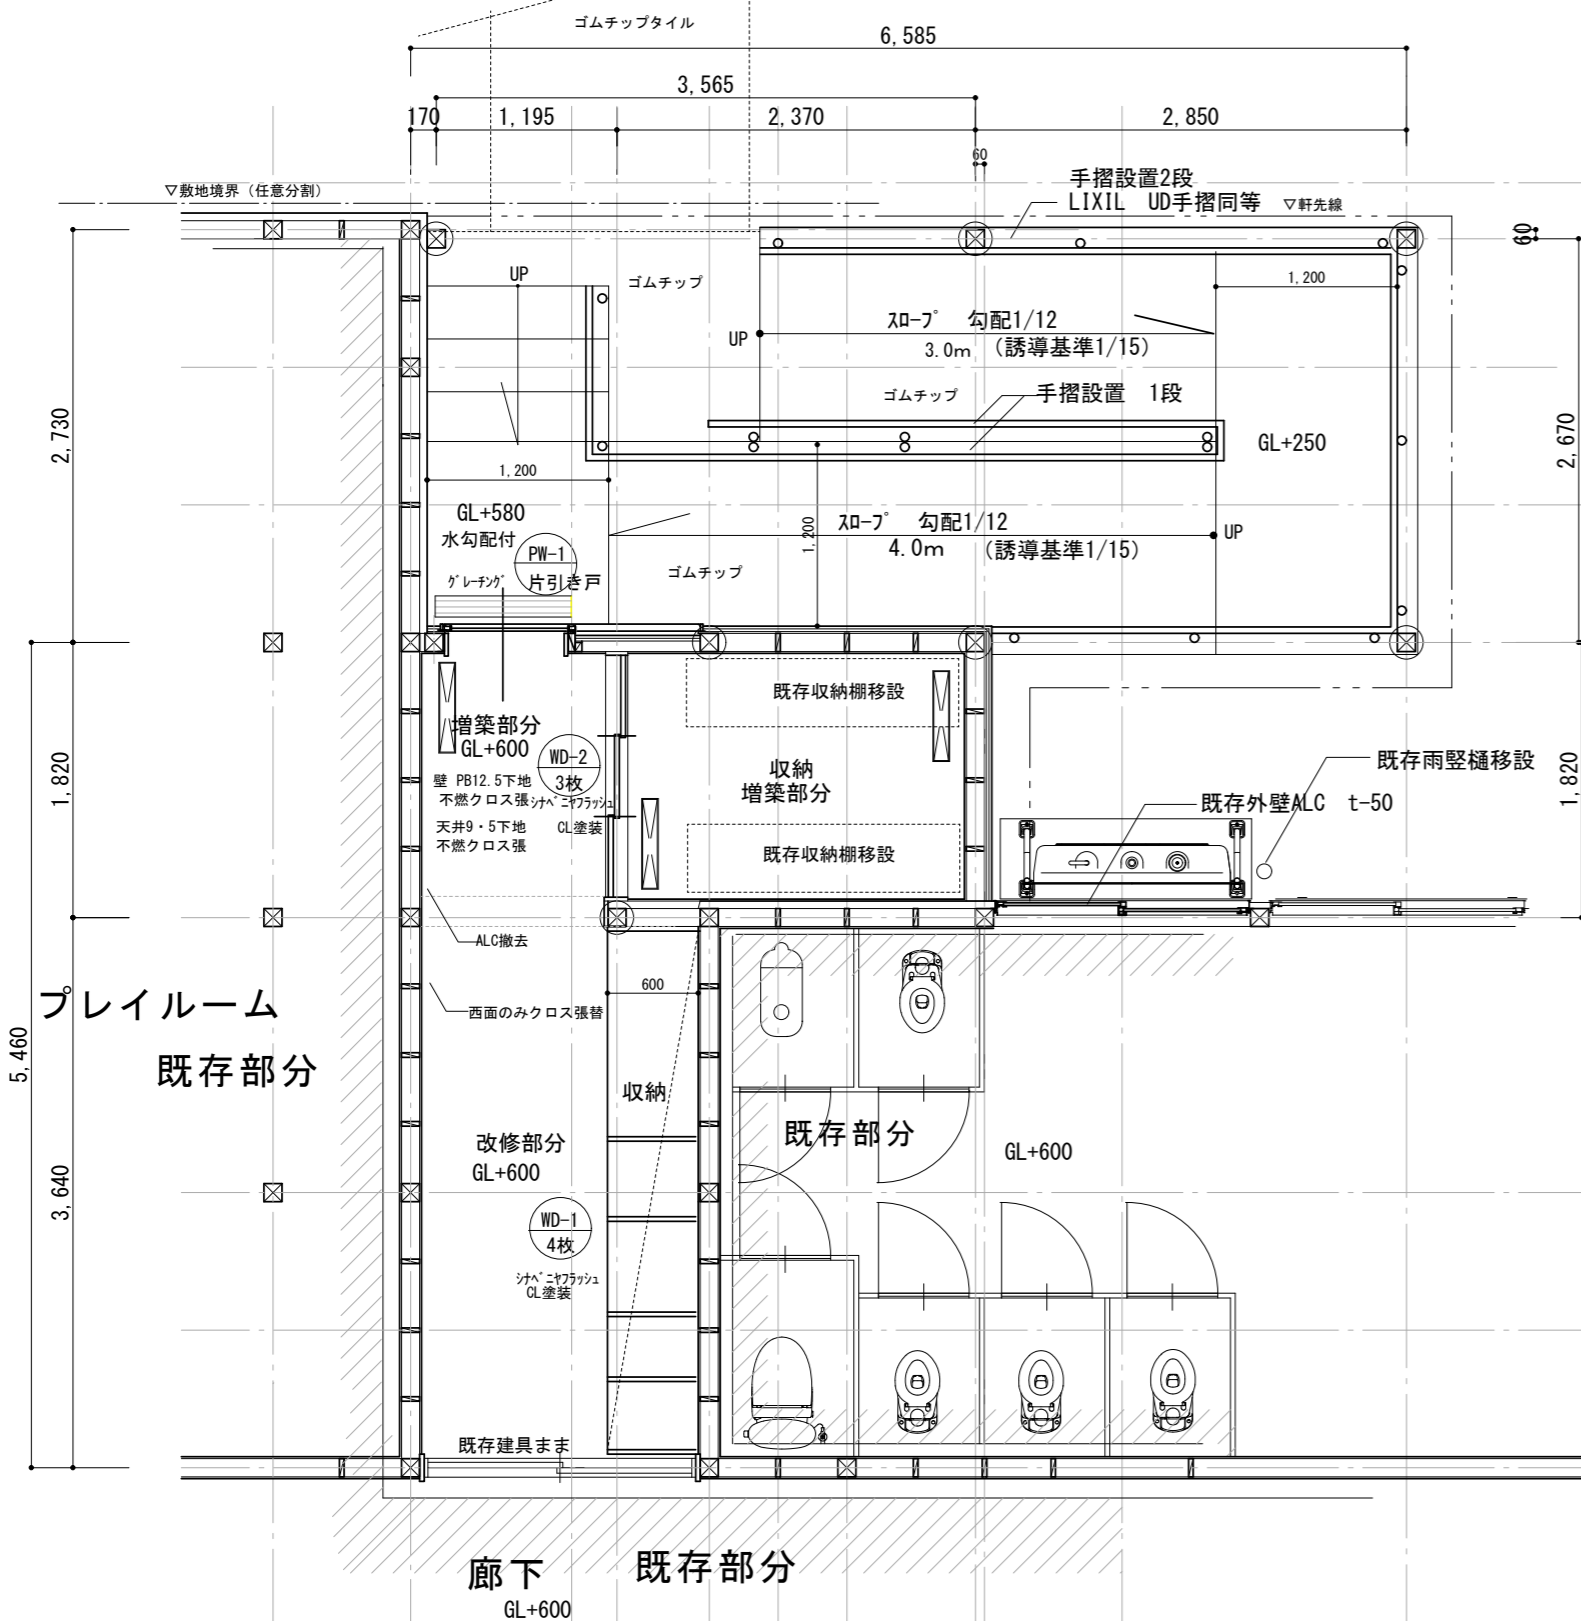 ゴムチップタイル
6,585
3,565
170
1,195
2,370
2,850
60
▽敷地境界（任意分割）
手摺設置2段
LIXIL UD手摺同等
▽軒先線
60
UP
ゴムチップ
1,200
スロープ 勾配1/12
UP
3.0m （誘導基準1/15）
ゴムチップ
手摺設置 1段
2,730
GL+250
2,670
1,200
GL+580
水勾配付
PW-1
片引き戸
グレーチング
1,200
スロープ 勾配1/12
UP
4.0m （誘導基準1/15）
ゴムチップ
既存収納棚移設
増築部分
GL+600
WD-2
3枚
壁 PB12.5下地
不燃クロス張
シナベニヤフラッシュ
CL塗装
天井9・5下地
不燃クロス張
収納
増築部分
既存収納棚移設
1,820
既存雨竪樋移設
既存外壁ALC t-50
1,820
ALC撤去
プレイルーム
既存部分
西面のみクロス張替
600
5,460
収納
既存部分
改修部分
GL+600
GL+600
3,640
WD-1
4枚
シナベニヤフラッシュ
CL塗装
既存建具まま
廊下
既存部分
GL+600